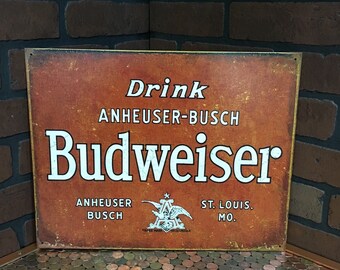 Drink
ANHEUSER-BUSCH
Budweiser
ANHEUSER BUSCH
ST. LOUIS. MO.